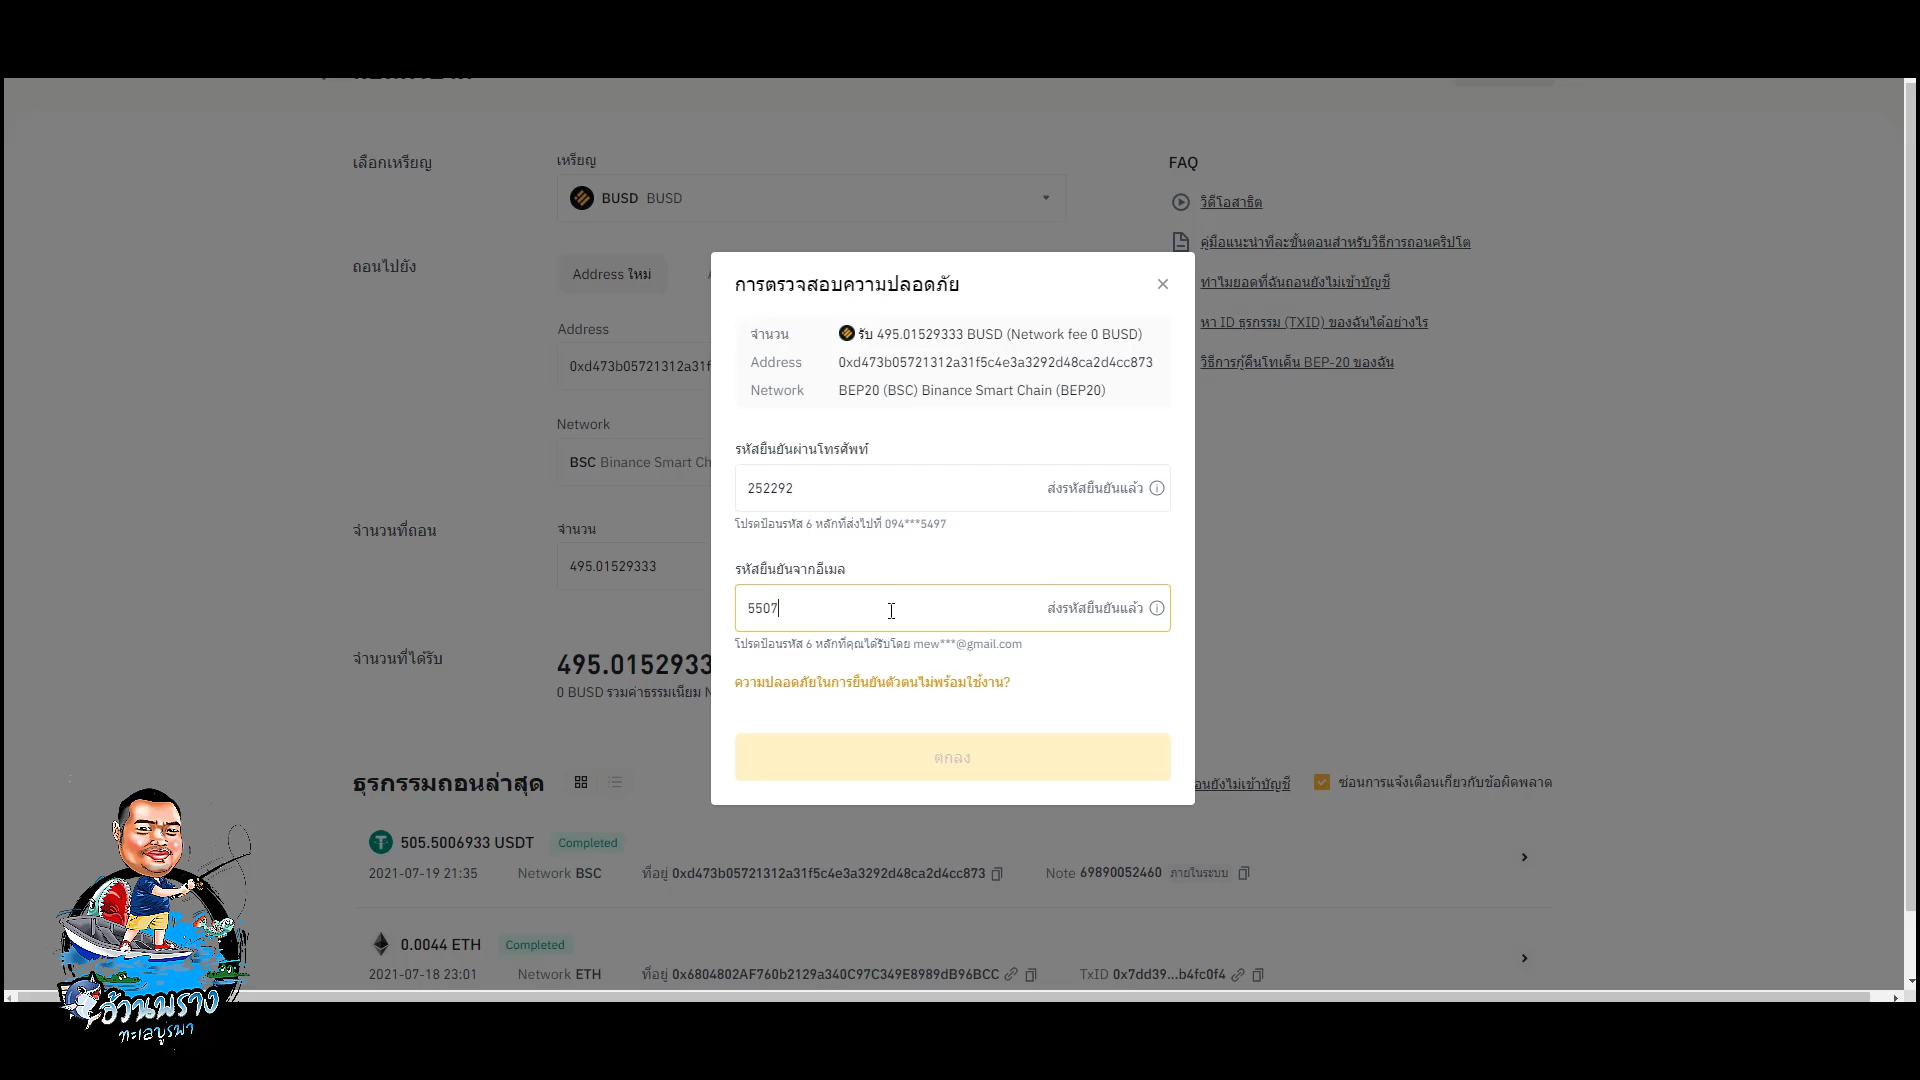 เลือกเหรียญ
เหรียญ
BUSD BUSD
ถอนไปยัง
Address ใหม่
Address
0xd473b05721312a31f
Network
BSC Binance Smart Ch
จำนวนที่ถอน
จำนวน
495.01529333
จำนวนที่ได้รับ
495.01529333
0 BUSD รวมค่าธรรมเนียม N
FAQ
วิดีโอสาธิต
คู่มือแนะนำทีละขั้นตอนสำหรับวิธีการถอนคริปโต
ทำไมยอดที่ฉันถอนยังไม่เข้าบัญชี
หา ID ธุรกรรม (TXID) ของฉันได้อย่างไร
วิธีการกู้คืนโทเค็น BEP-20 ของฉัน
การตรวจสอบความปลอดภัย
จำนวน รับ 495.01529333 BUSD (Network fee 0 BUSD)
Address 0xd473b05721312a31f5c4e3a3292d48ca2d4cc873
Network BEP20 (BSC) Binance Smart Chain (BEP20)
รหัสยืนยันผ่านโทรศัพท์
252292 ส่งรหัสยืนยันแล้ว
โปรดป้อนรหัส 6 หลักที่ส่งไปที่ 094***5497
รหัสยืนยันจากอีเมล
5507 ส่งรหัสยืนยันแล้ว
โปรดป้อนรหัส 6 หลักที่คุณได้รับโดย mew***@gmail.com
ความปลอดภัยในการยืนยันตัวตนไม่พร้อมใช้งาน?
ตกลง
ธุรกรรมถอนล่าสุด
อนยังไม่เข้าบัญชี ซ่อนการแจ้งเตือนเกี่ยวกับข้อผิดพลาด
505.5006933 USDT Completed
2021-07-19 21:35 Network BSC ที่อยู่ 0xd473b05721312a31f5c4e3a3292d48ca2d4cc873 Note 69890052460 ภายในระบบ
0.0044 ETH Completed
2021-07-18 23:01 Network ETH ที่อยู่ 0x6804802AF760b2129a340C97C349E8989dB96BCC TxID 0x7dd39...b4fc0f4
อ้วนพราง
ทะเลบูรพา